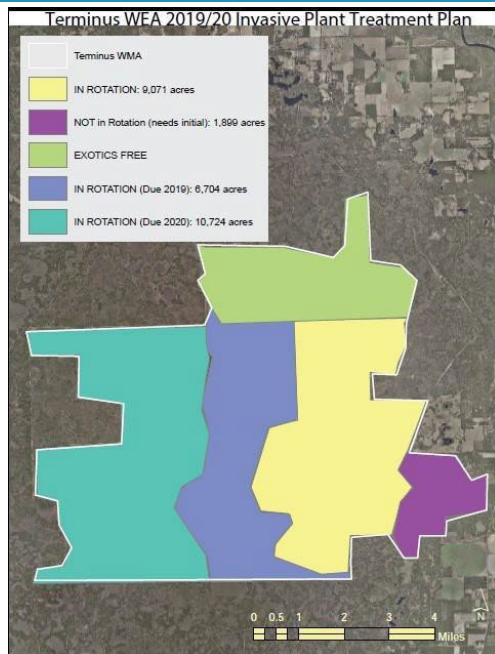 Terminus WEA 2019/20 Invasive Plant Treatment Plan
Terminus WMA
IN ROTATION: 9,071 acres
NOT in Rotation (needs initial): 1,899 acres
EXOTICS FREE
IN ROTATION (Due 2019): 6,704 acres
IN ROTATION (Due 2020): 10,724 acres
0 0.5 1 2 3 4
Miles
N